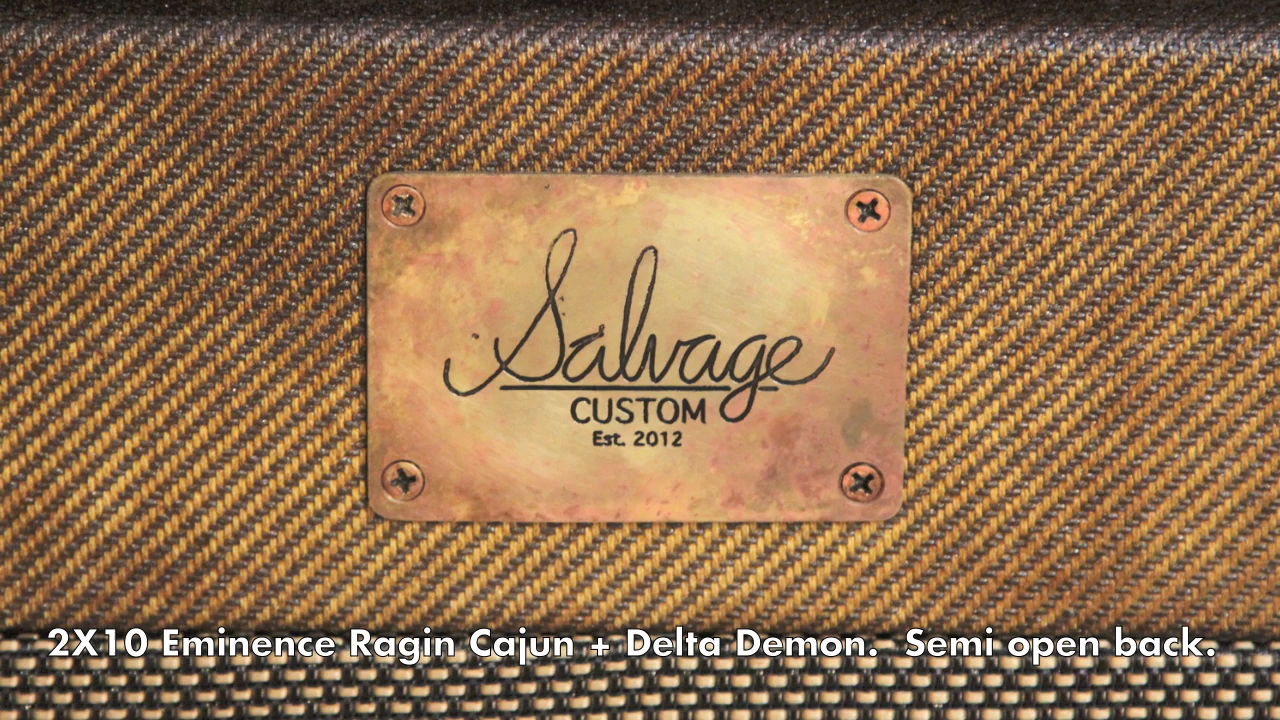 Salvage
CUSTOM
Est. 2012
2X10 Eminence Ragin Cajun + Delta Demon.  Semi open back.